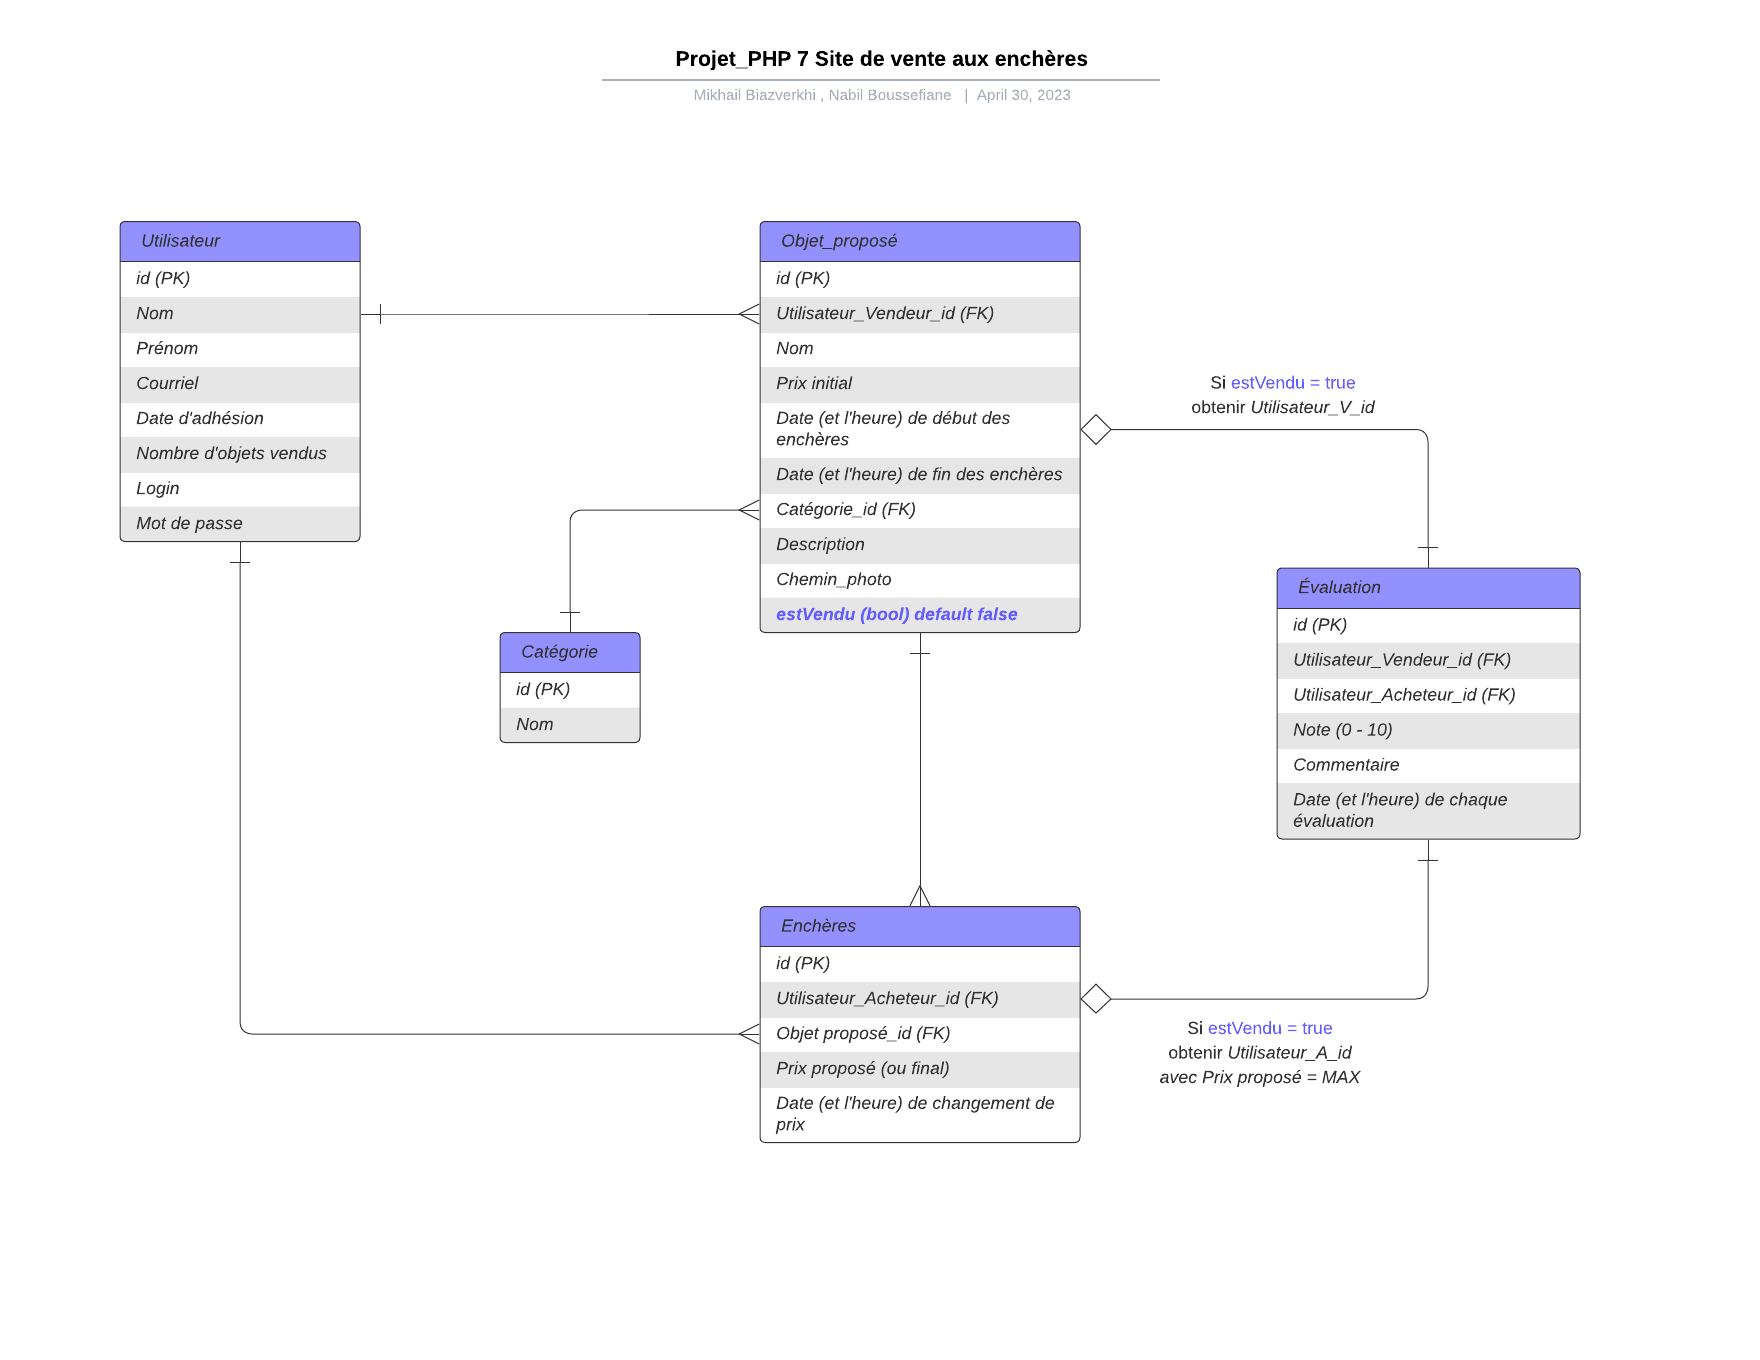 Projet_PHP 7 Site de vente aux enchères
Mikhail Biazverkhi , Nabil Boussefiane | April 30, 2023
Utilisateur
id (PK)
Nom
Prénom
Courriel
Date d'adhésion
Nombre d'objets vendus
Login
Mot de passe
Objet_proposé
id (PK)
Utilisateur_Vendeur_id (FK)
Nom
Prix initial
Date (et l'heure) de début des
enchères
Date (et l'heure) de fin des enchères
Catégorie_id (FK)
Description
Chemin_photo
estVendu (bool) default false
Si estVendu = true
obtenir Utilisateur_V_id
Catégorie
id (PK)
Nom
Évaluation
id (PK)
Utilisateur_Vendeur_id (FK)
Utilisateur_Acheteur_id (FK)
Note (0 - 10)
Commentaire
Date (et l'heure) de chaque
évaluation
Enchères
id (PK)
Utilisateur_Acheteur_id (FK)
Objet proposé_id (FK)
Prix proposé (ou final)
Date (et l'heure) de changement de
prix
Si estVendu = true
obtenir Utilisateur_A_id
avec Prix proposé = MAX